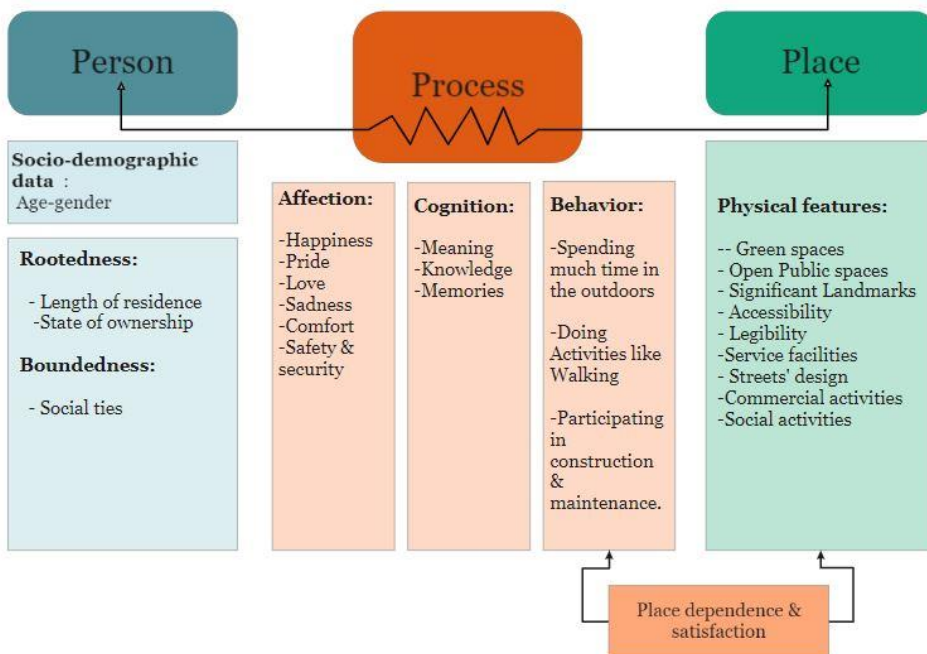 Person
Process
Place
Socio-demographic
data :
Age-gender
Rootedness:
- Length of residence
-State of ownership
Boundedness:
- Social ties
Affection:
-Happiness
-Pride
-Love
-Sadness
-Comfort
-Safety &
security
Cognition:
-Meaning
-Knowledge
-Memories
Behavior:
-Spending
much time in
the outdoors
-Doing
Activities like
Walking
-Participating
in
construction
&
maintenance.
Physical features:
-- Green spaces
- Open Public spaces
- Significant Landmarks
- Accessibility
- Legibility
-Service facilities
- Streets' design
-Commercial activities
-Social activities
Place dependence &
satisfaction